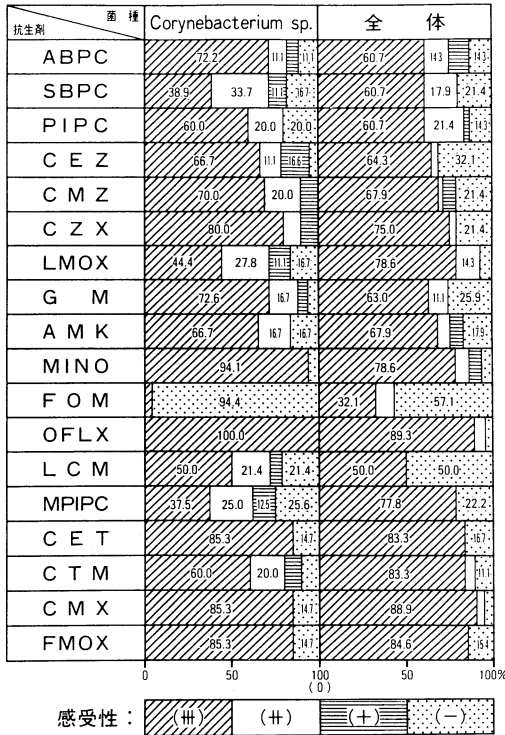 菌種 Corynebacterium sp. 全体
抗生剤
ABPC 72.2 11.1 11.1 60.7 14.3 14.3
SBPC 38.9 33.7 11.1 16.7 60.7 17.9 21.4
PIPC 60.0 20.0 20.0 60.7 21.4 14.3
CEZ 66.7 11.1 16.6 64.3 32.1
CMZ 70.0 20.0 67.9 21.4
CZX 80.0 75.0 21.4
LMOX 44.4 27.8 11.1 16.7 78.6 14.3
GM 72.6 16.7 63.0 11.1 25.9
AMK 66.7 16.7 16.7 67.9 17.9
MINO 94.1 78.6
FOM 94.4 32.1 57.1
OFLX 100.0 89.3
LCM 50.0 21.4 21.4 50.0 50.0
MPIPC 37.5 25.0 12.5 25.6 77.8 22.2
CET 85.3 14.7 83.3 16.7
CTM 60.0 20.0 83.3 11.1
CMX 85.3 14.7 88.9
FMOX 85.3 14.7 84.6 15.4
0 50 100 50 100%
(0)
感受性： (卅) (廾) (+) (−)